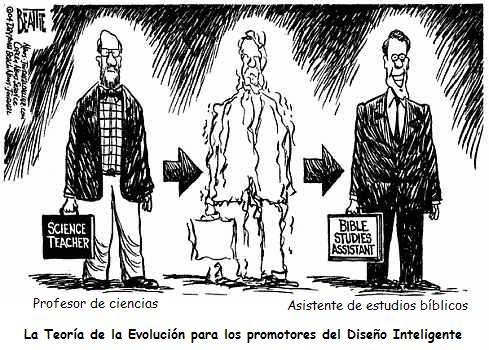 BEATTIE
SCIENCE
TEACHER
BIBLE
STUDIES
ASSISTANT
Profesor de ciencias
Asistente de estudios bíblicos
La Teoría de la Evolución para los promotores del Diseño Inteligente